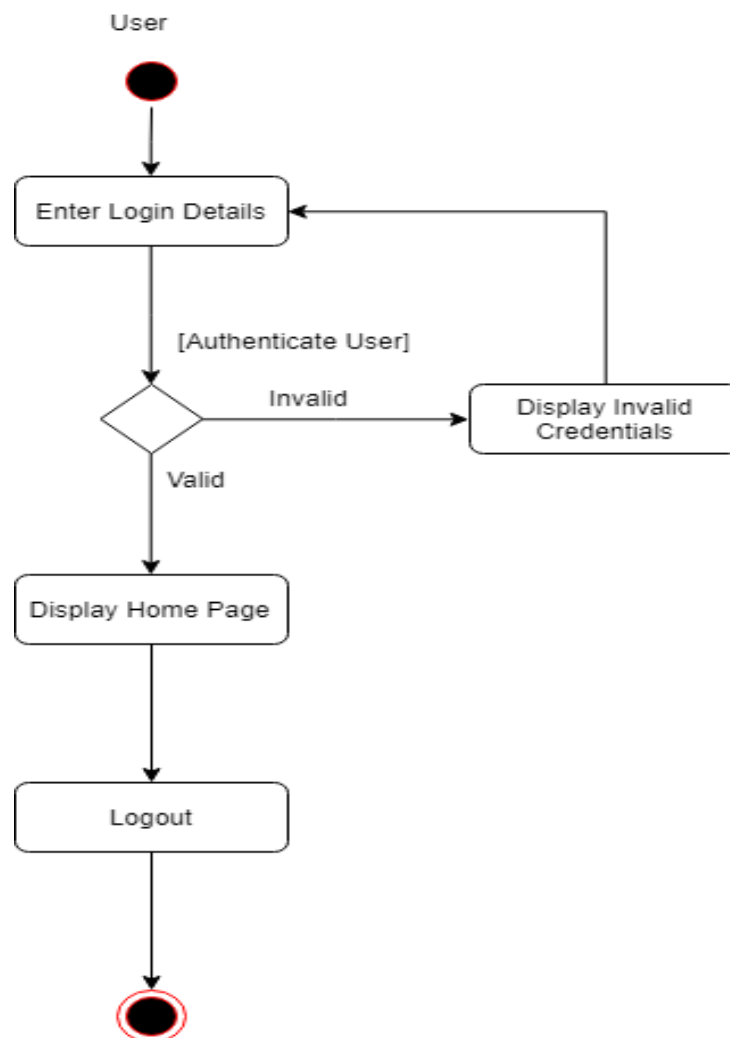 User
Enter Login Details
[Authenticate User]
Invalid
Display Invalid
Credentials
Valid
Display Home Page
Logout